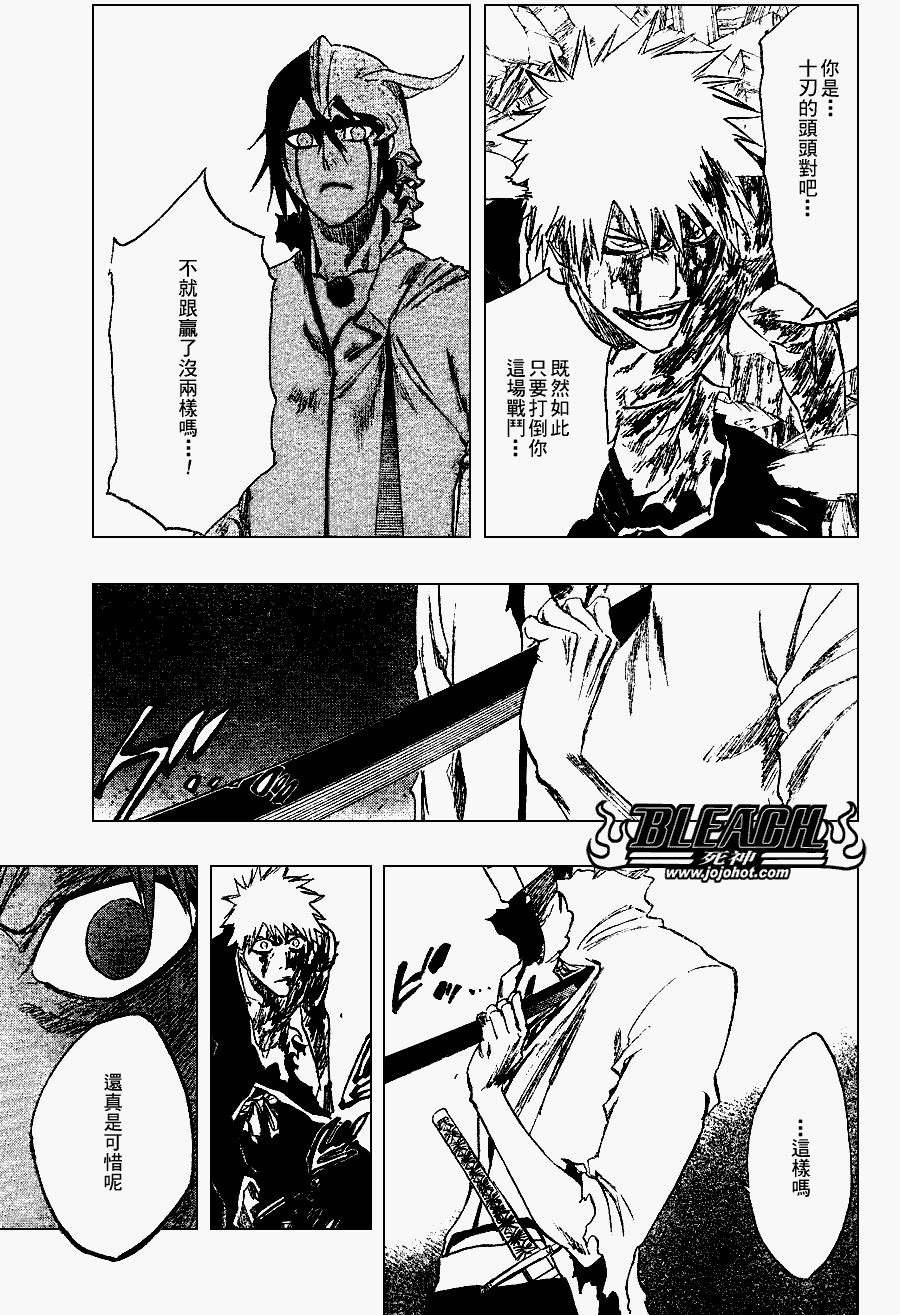 你是…
十刃的頭頭對吧…
既然如此
只要打倒你
這場戰鬥…
不就跟贏了沒兩樣嗎…!
グ
BLEACH
死神
www.jojohot.com
ビ
…這樣嗎
還真是可惜呢